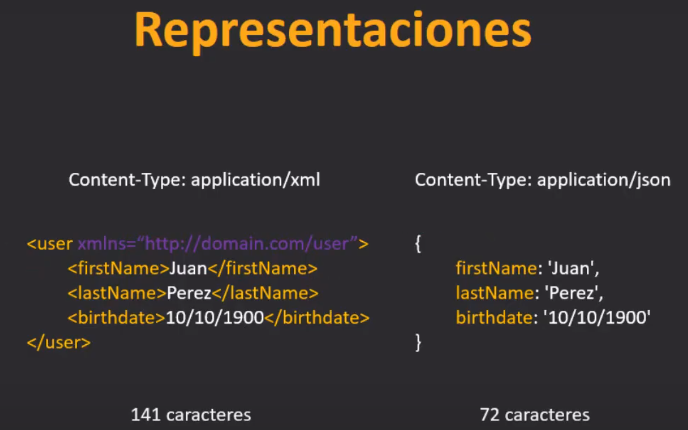 Representaciones
Content-Type: application/xml
<user xmlns=“http://domain.com/user”>
<firstName>Juan</firstName>
<lastName>Perez</lastName>
<birthdate>10/10/1900</birthdate>
</user>
141 caracteres
Content-Type: application/json
{
firstName: 'Juan',
lastName: 'Perez',
birthdate: '10/10/1900'
}
72 caracteres